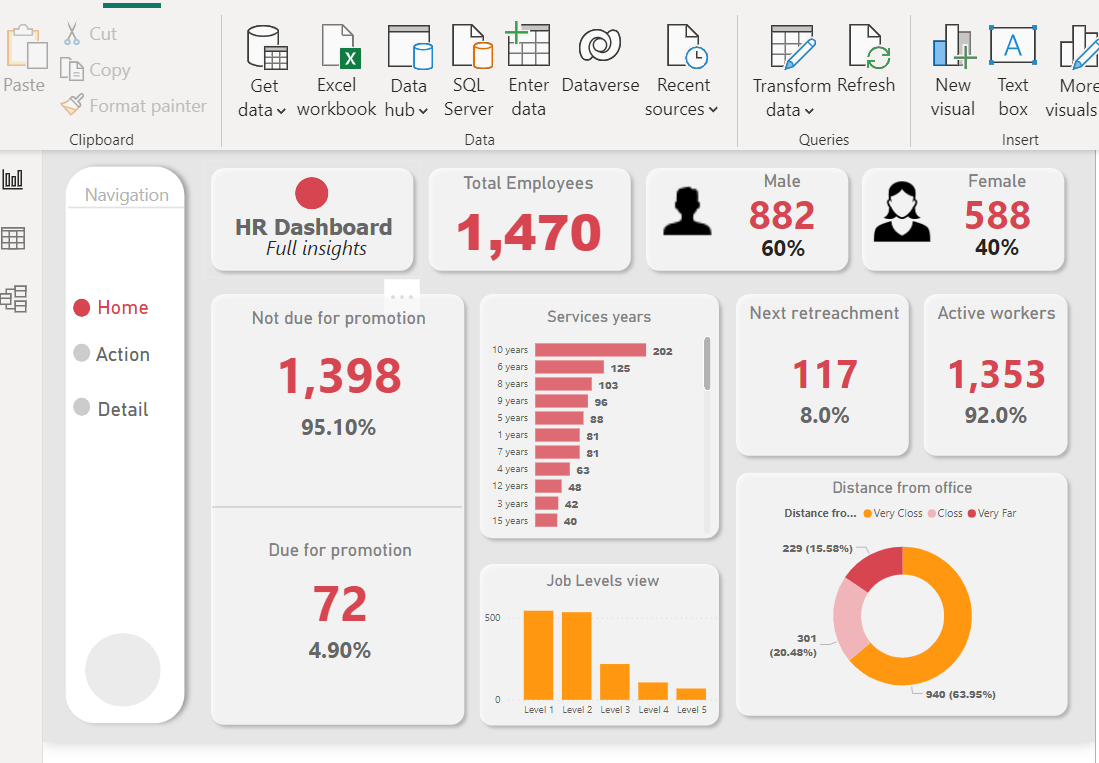 Paste
Cut
Copy
Format painter
Clipboard
Get data
Excel workbook
Data hub
SQL Server
Enter data
Dataverse
Recent sources
Data
Transform data
Refresh
Queries
New visual
Text box
More visuals
Insert
Navigation
Home
Action
Detail
HR Dashboard
Full insights
Total Employees
1,470
Male
882
60%
Female
588
40%
Not due for promotion
1,398
95.10%
Due for promotion
72
4.90%
Services years
10 years 202
6 years 125
8 years 103
9 years 96
5 years 88
1 years 81
7 years 81
4 years 63
12 years 48
3 years 42
15 years 40
Job Levels view
500
0
Level 1 Level 2 Level 3 Level 4 Level 5
Next retreachment
117
8.0%
Active workers
1,353
92.0%
Distance from office
Distance fro... Very Closs Closs Very Far
229 (15.58%)
301
(20.48%)
940 (63.95%)